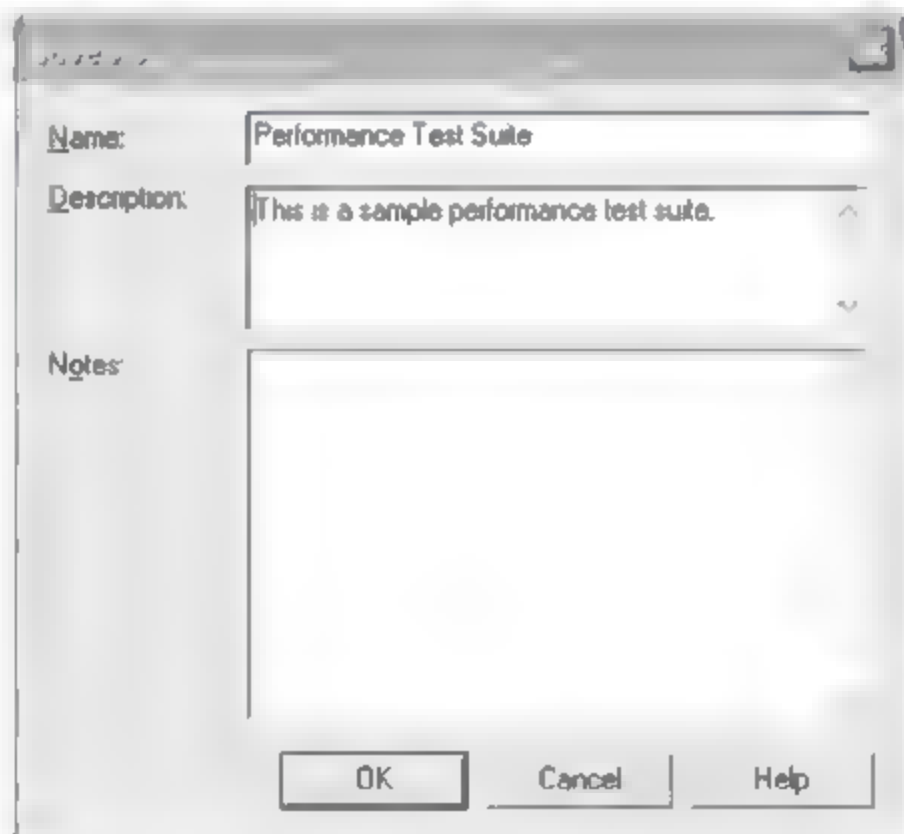 Name:
Performance Test Suite
Description:
This is a sample performance test suite.
Notes:
OK
Cancel
Help